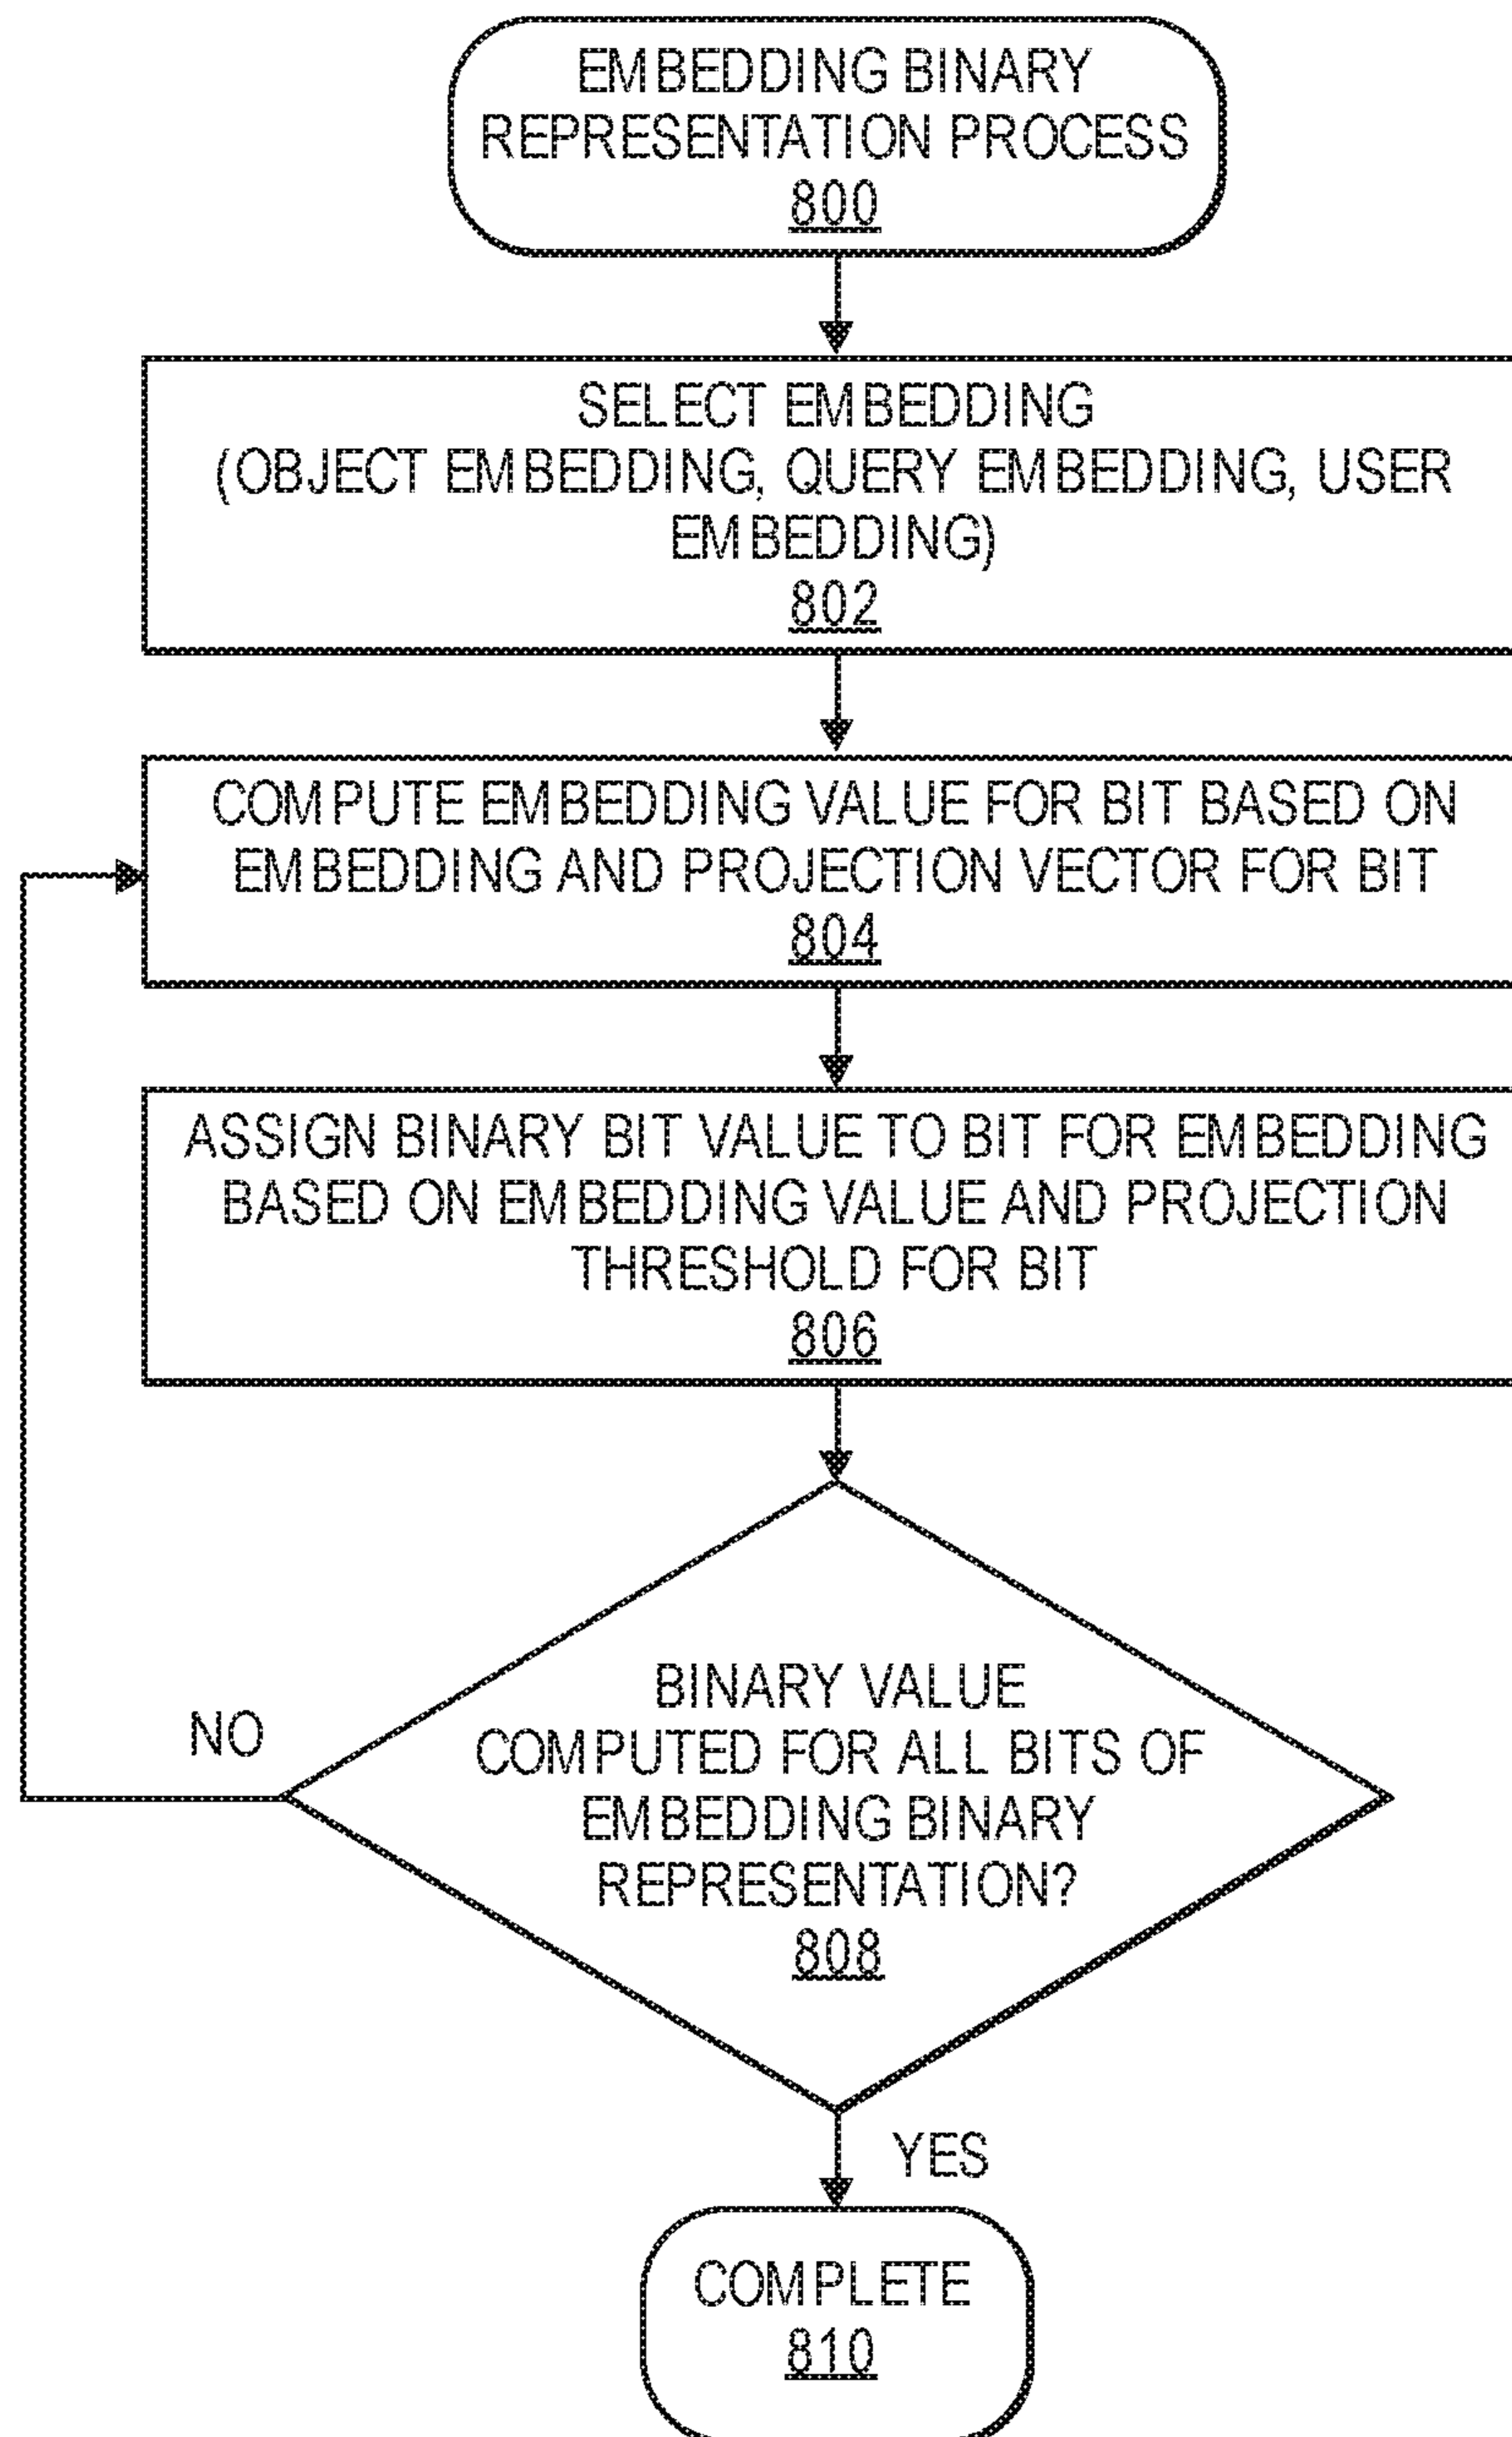 EMBEDDING BINARY
REPRESENTATION PROCESS
800
SELECT EMBEDDING
(OBJECT EMBEDDING, QUERY EMBEDDING, USER
EMBEDDING)
802
COMPUTE EMBEDDING VALUE FOR BIT BASED ON
EMBEDDING AND PROJECTION VECTOR FOR BIT
804
ASSIGN BINARY BIT VALUE TO BIT FOR EMBEDDING
BASED ON EMBEDDING VALUE AND PROJECTION
THRESHOLD FOR BIT
806
BINARY VALUE
COMPUTED FOR ALL BITS OF
EMBEDDING BINARY
REPRESENTATION?
808
NO
YES
COMPLETE
810